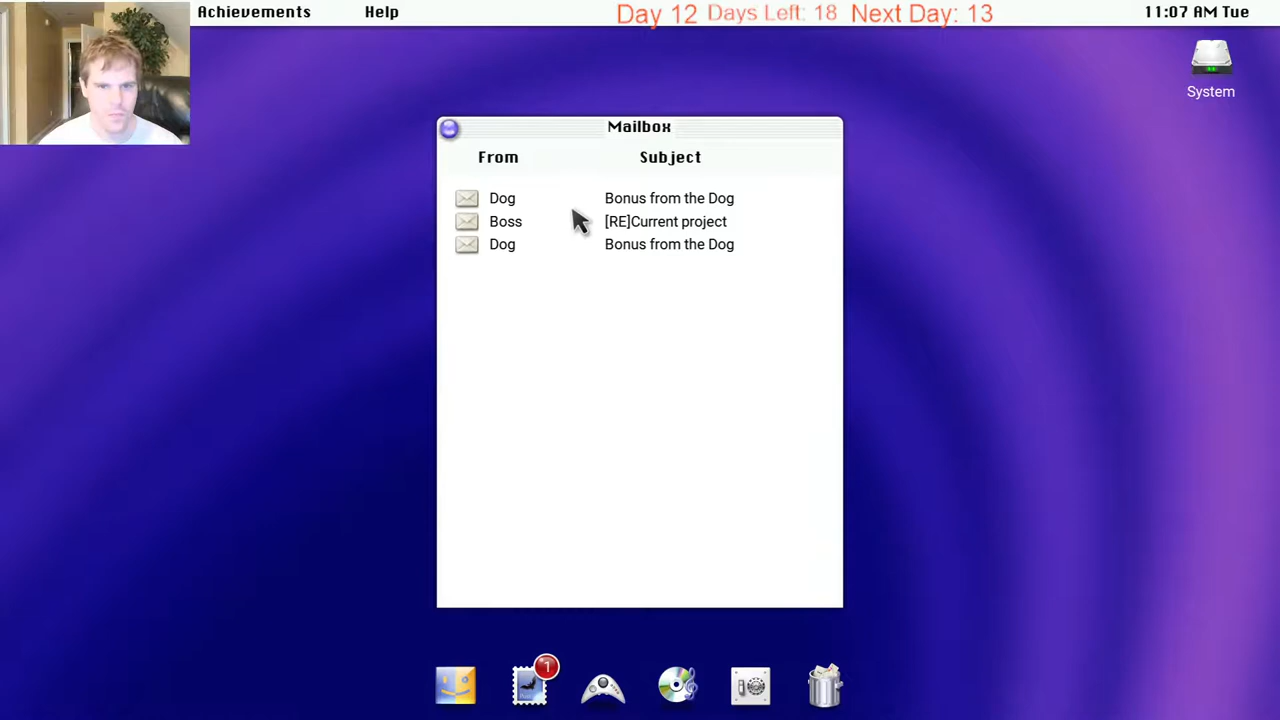 Achievements Help Day 12 Days Left: 18 Next Day: 13 11:07 AM Tue
System
Mailbox
From Subject
Dog Bonus from the Dog
Boss [RE]Current project
Dog Bonus from the Dog
1